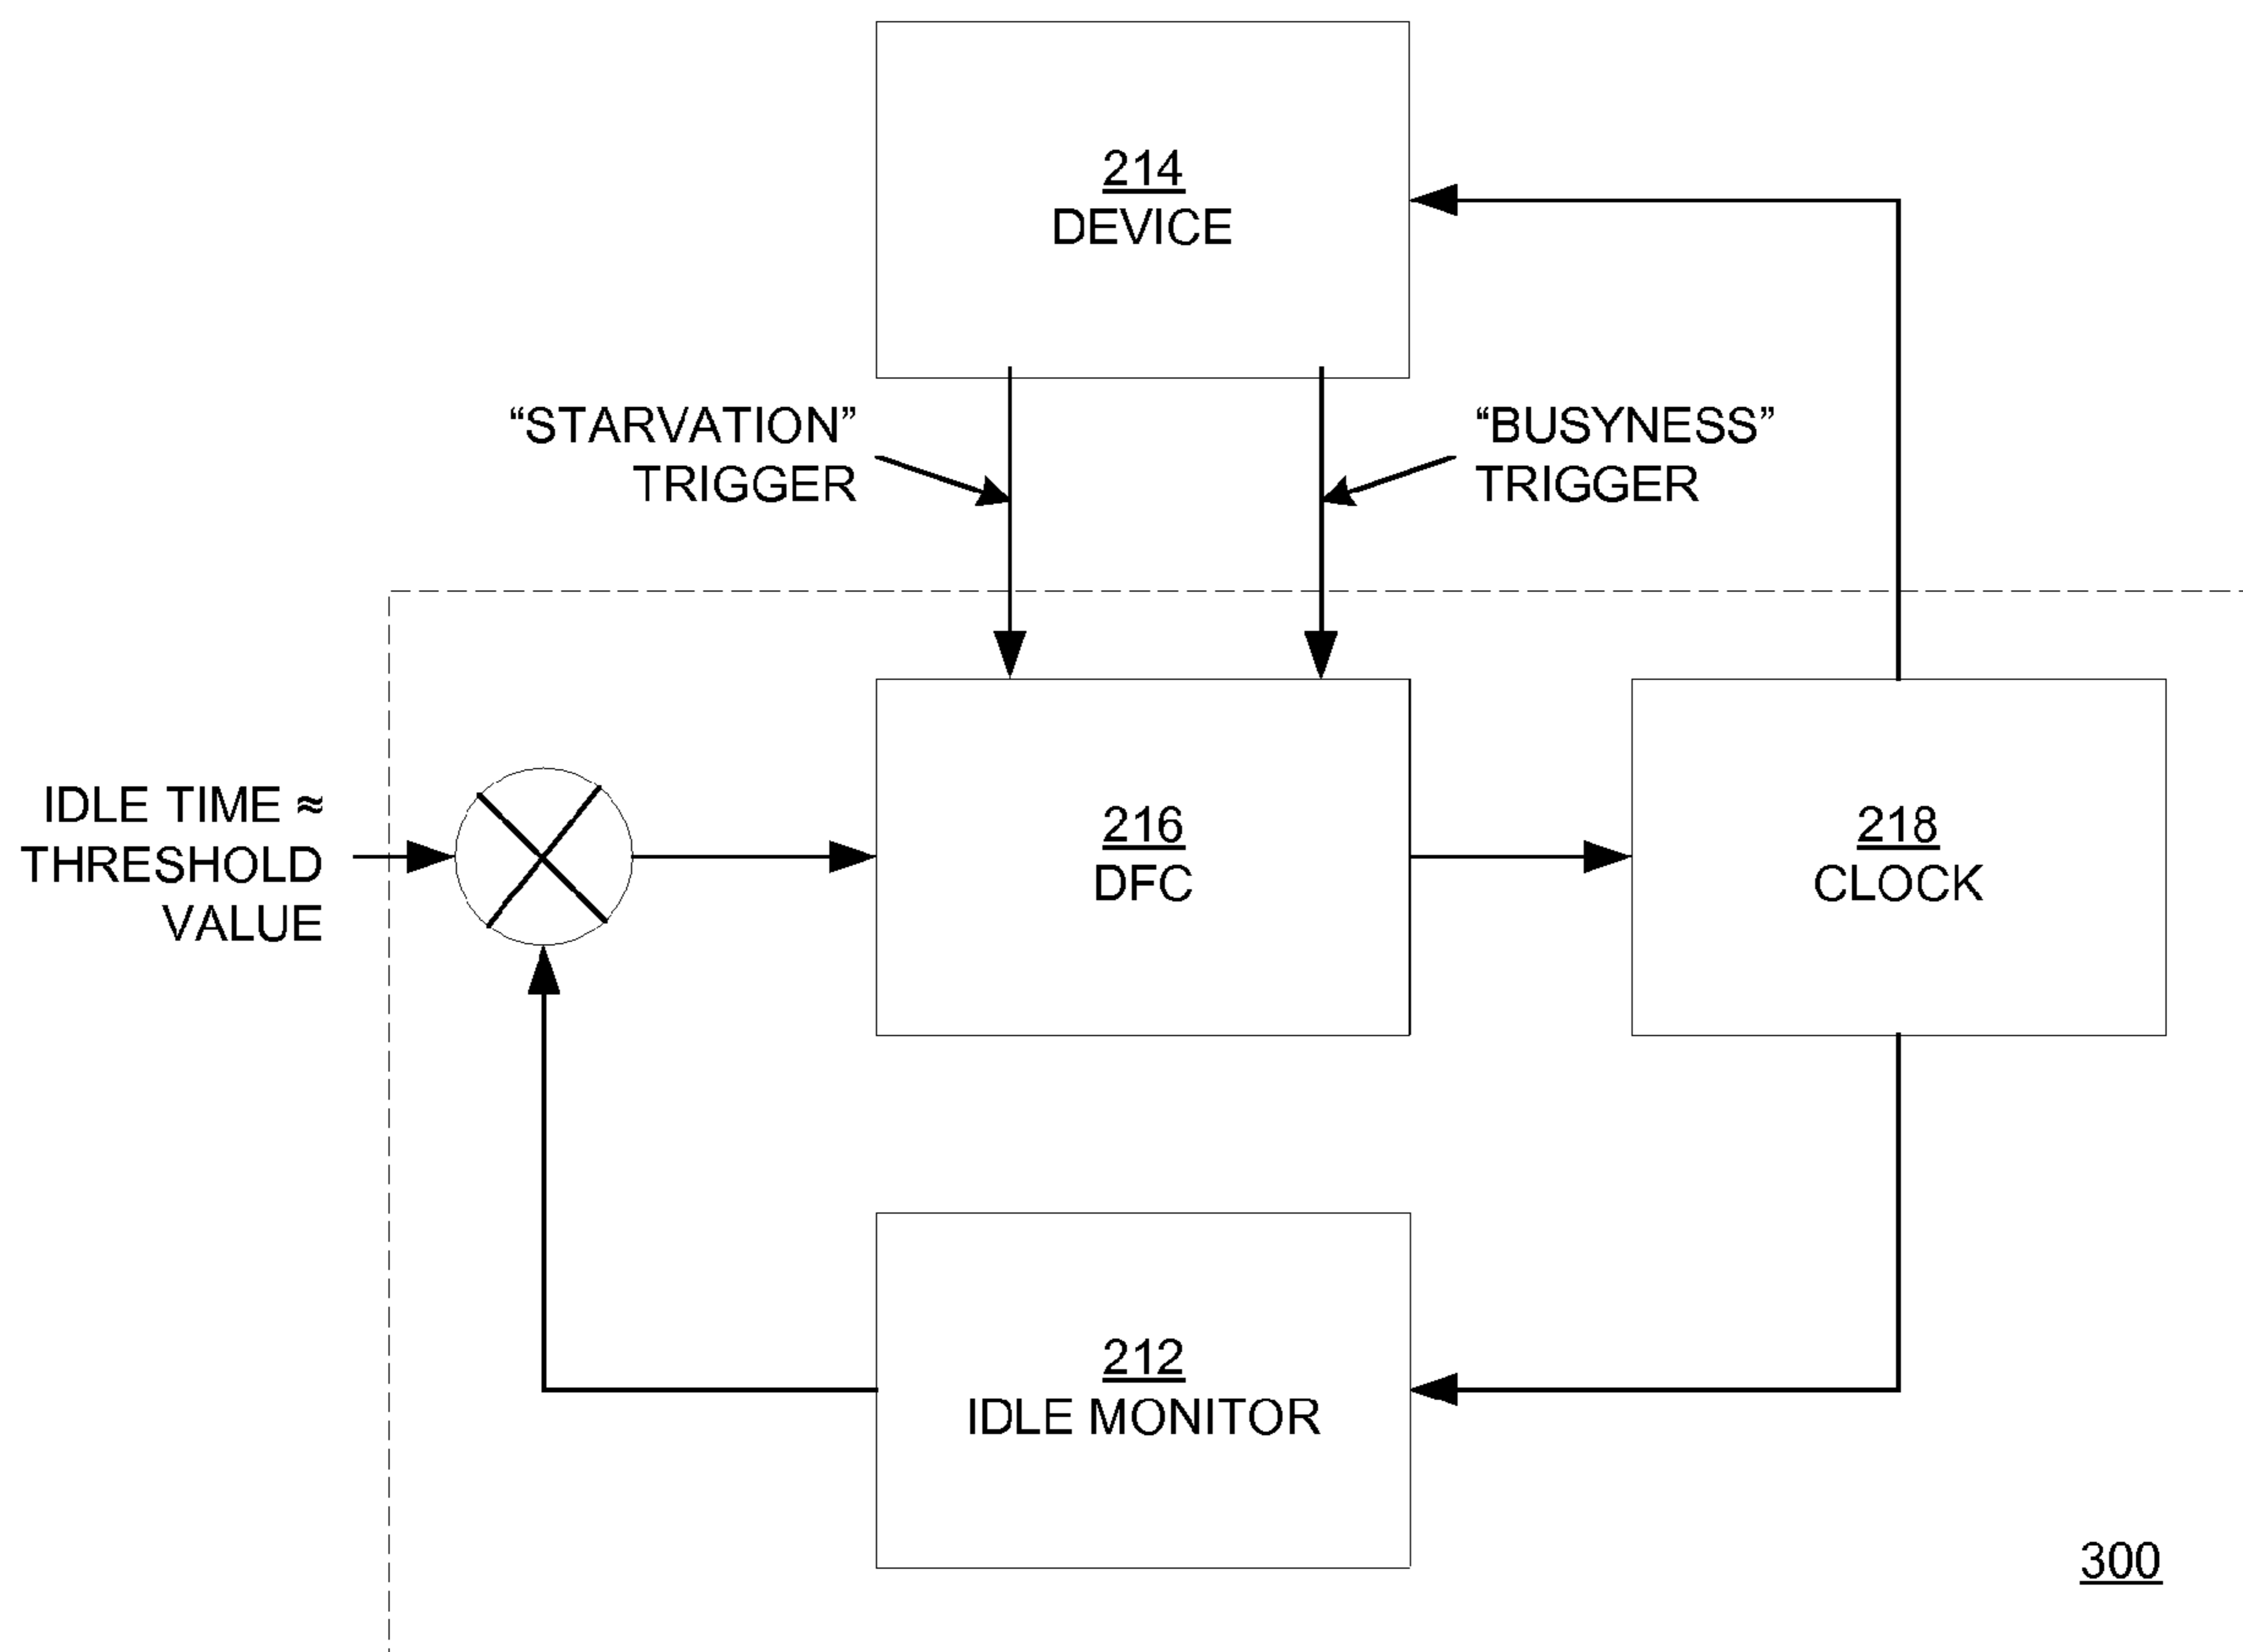 214
DEVICE
“STARVATION”
TRIGGER
“BUSYNESS”
TRIGGER
IDLE TIME ≈
THRESHOLD
VALUE
216
DFC
218
CLOCK
212
IDLE MONITOR
300